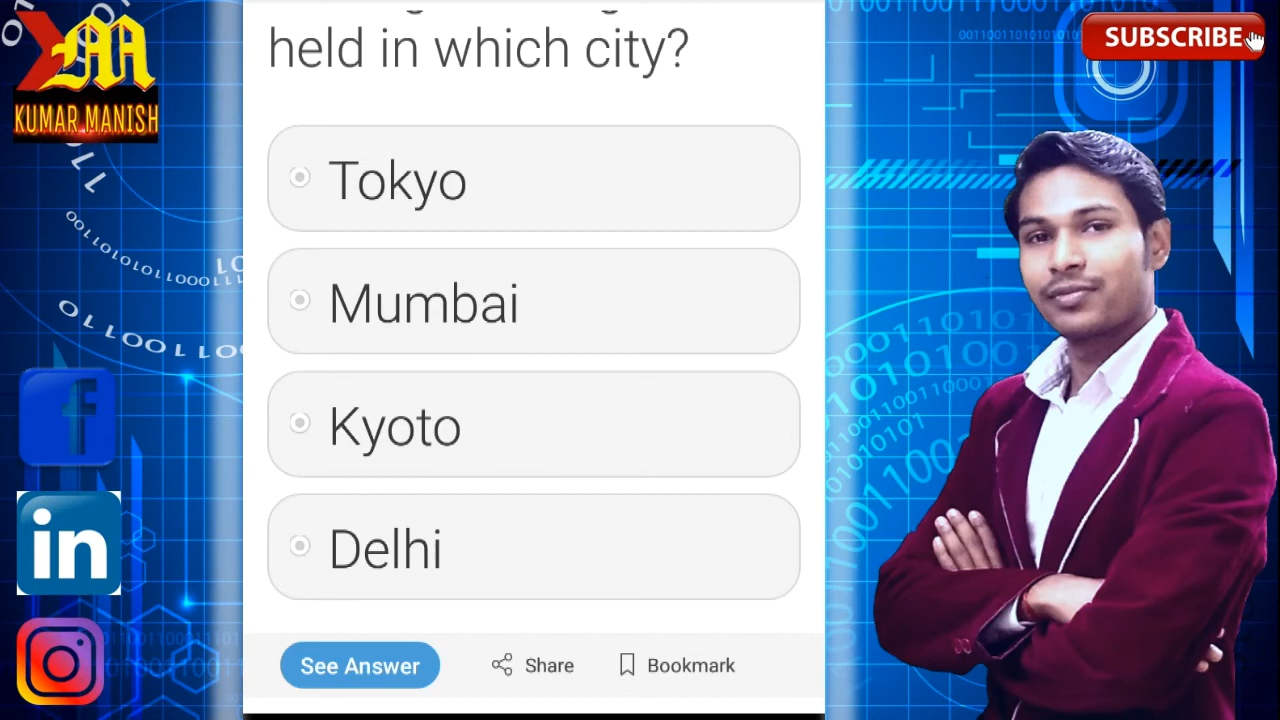 SUBSCRIBE
KUMAR MANISH
held in which city?
Tokyo
Mumbai
Kyoto
Delhi
in
See Answer
Share
Bookmark